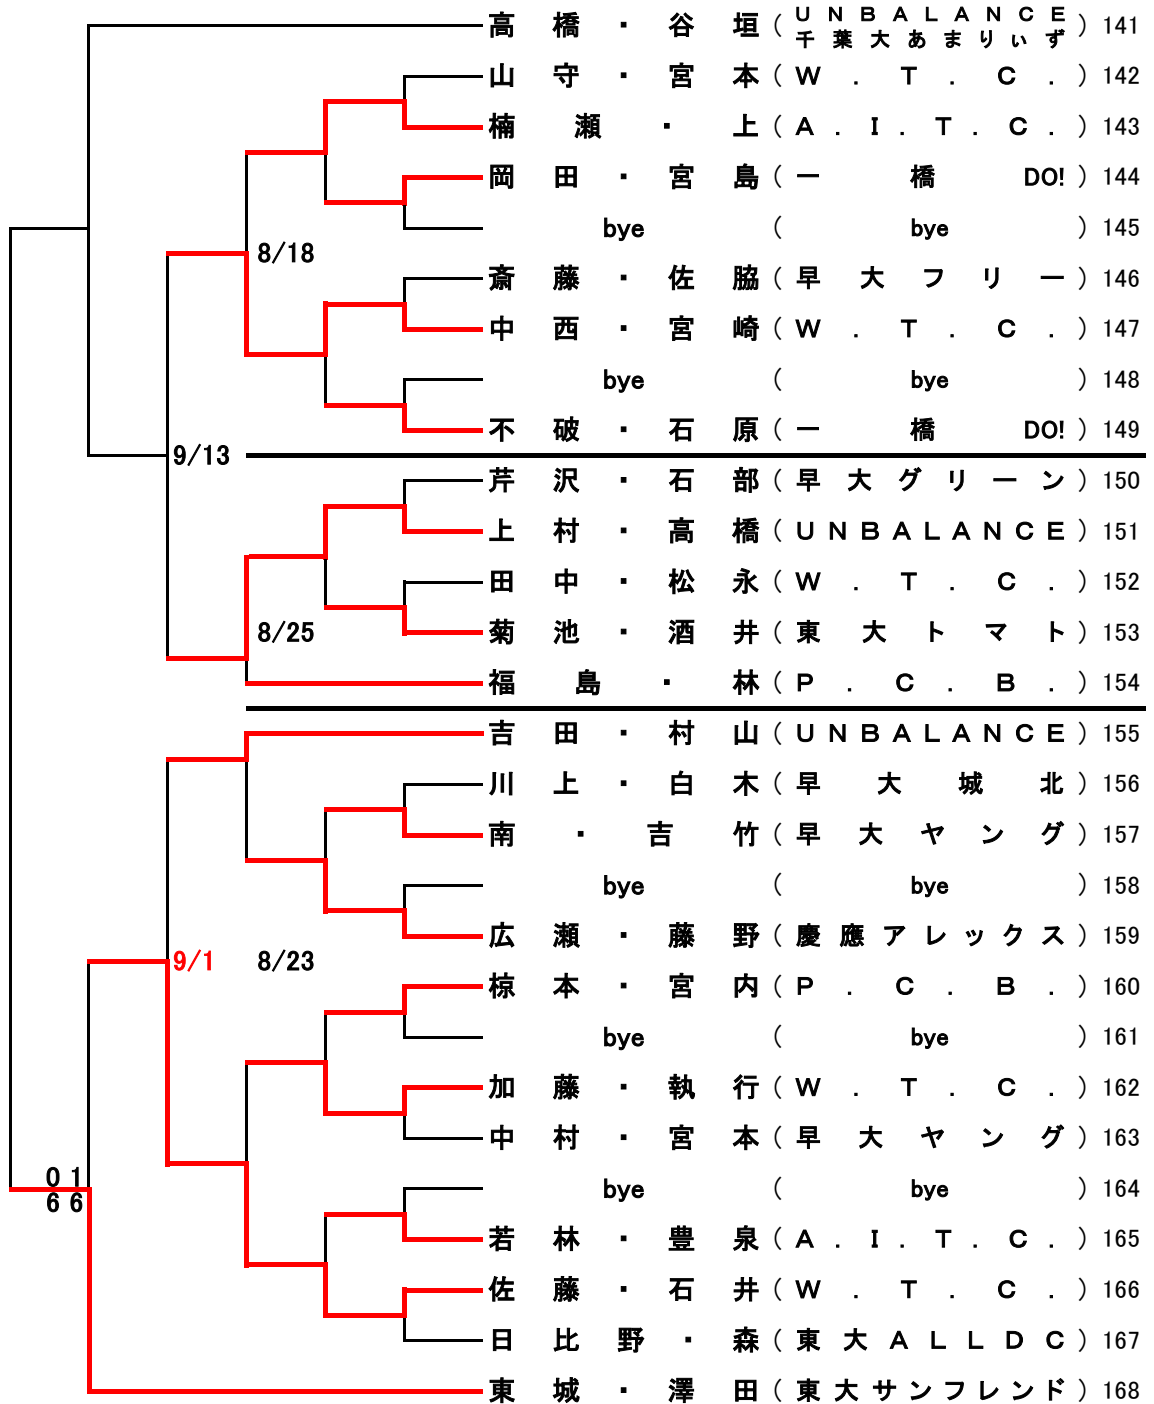 高橋・谷垣(UNBALANCE 千葉大あまりぃず)141
山守・宮本(W.T.C.)142
楠瀬・上(A.I.T.C.)143
岡田・宮島(一橋DO!)144
bye(bye)145
8/18
斎藤・佐脇(早大フリー)146
中西・宮崎(W.T.C.)147
bye(bye)148
不破・石原(一橋DO!)149
9/13
芹沢・石部(早大グリーン)150
上村・高橋(UNBALANCE)151
田中・松永(W.T.C.)152
8/25 菊池・酒井(東大トマト)153
福島・林(P.C.B.)154
吉田・村山(UNBALANCE)155
川上・白木(早大城北)156
南・吉竹(早大ヤング)157
bye(bye)158
広瀬・藤野(慶應アレックス)159
9/1 8/23
椋本・宮内(P.C.B.)160
bye(bye)161
加藤・執行(W.T.C.)162
中村・宮本(早大ヤング)163
0 1
6 6
bye(bye)164
若林・豊泉(A.I.T.C.)165
佐藤・石井(W.T.C.)166
日比野・森(東大ALLDC)167
東城・澤田(東大サンフレンド)168